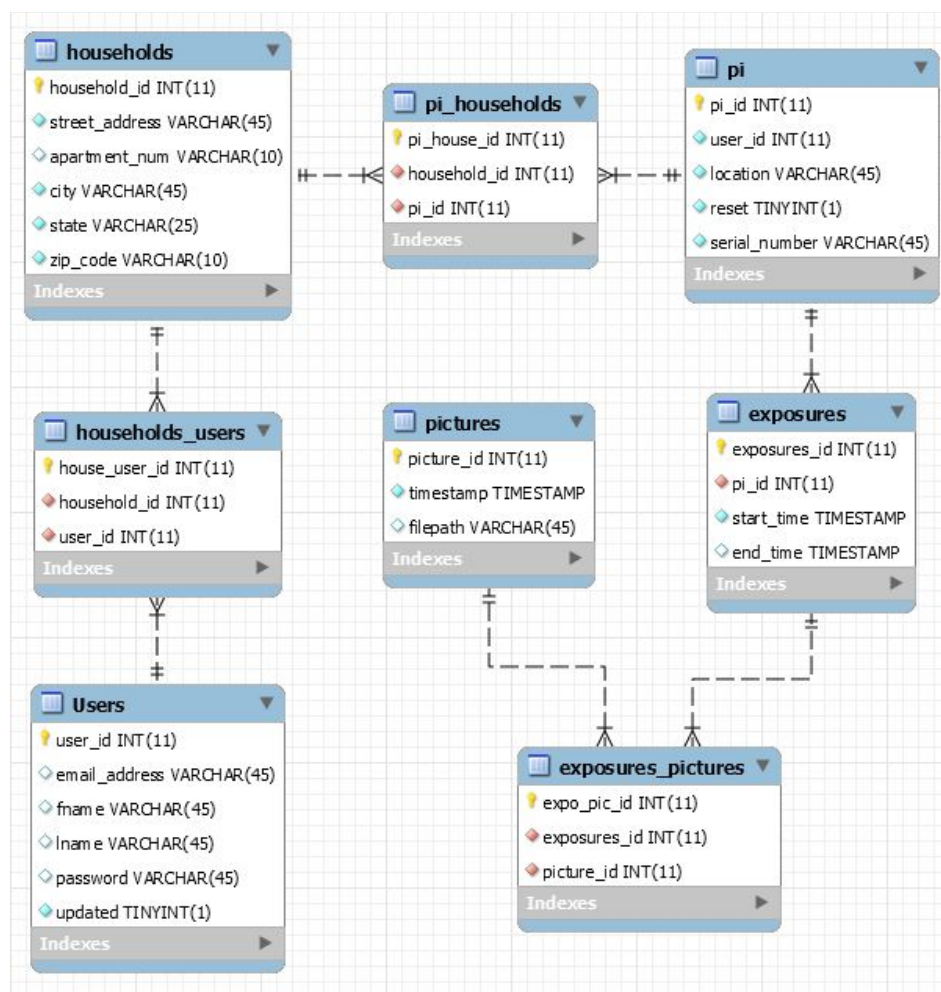 households
household_id INT(11)
street_address VARCHAR(45)
apartment_num VARCHAR(10)
city VARCHAR(45)
state VARCHAR(25)
zip_code VARCHAR(10)
Indexes
pi_households
pi_house_id INT(11)
household_id INT(11)
pi_id INT(11)
Indexes
pi
pi_id INT(11)
user_id INT(11)
location VARCHAR(45)
reset TINYINT(1)
serial_number VARCHAR(45)
Indexes
households_users
house_user_id INT(11)
household_id INT(11)
user_id INT(11)
Indexes
pictures
picture_id INT(11)
timestamp TIMESTAMP
filepath VARCHAR(45)
Indexes
exposures
exposures_id INT(11)
pi_id INT(11)
start_time TIMESTAMP
end_time TIMESTAMP
Indexes
Users
user_id INT(11)
email_address VARCHAR(45)
fname VARCHAR(45)
lname VARCHAR(45)
password VARCHAR(45)
updated TINYINT(1)
Indexes
exposures_pictures
expo_pic_id INT(11)
exposures_id INT(11)
picture_id INT(11)
Indexes